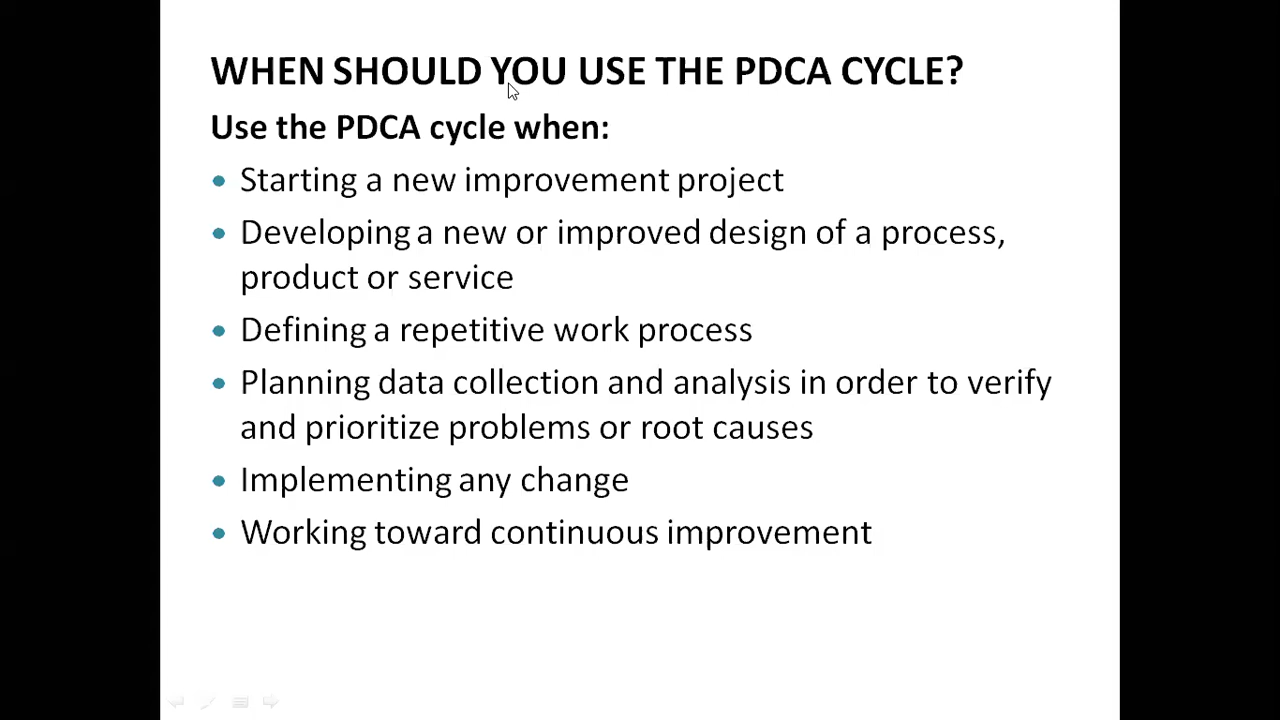 WHEN SHOULD YOU USE THE PDCA CYCLE?
Use the PDCA cycle when:
• Starting a new improvement project
• Developing a new or improved design of a process,
product or service
• Defining a repetitive work process
• Planning data collection and analysis in order to verify
and prioritize problems or root causes
• Implementing any change
• Working toward continuous improvement